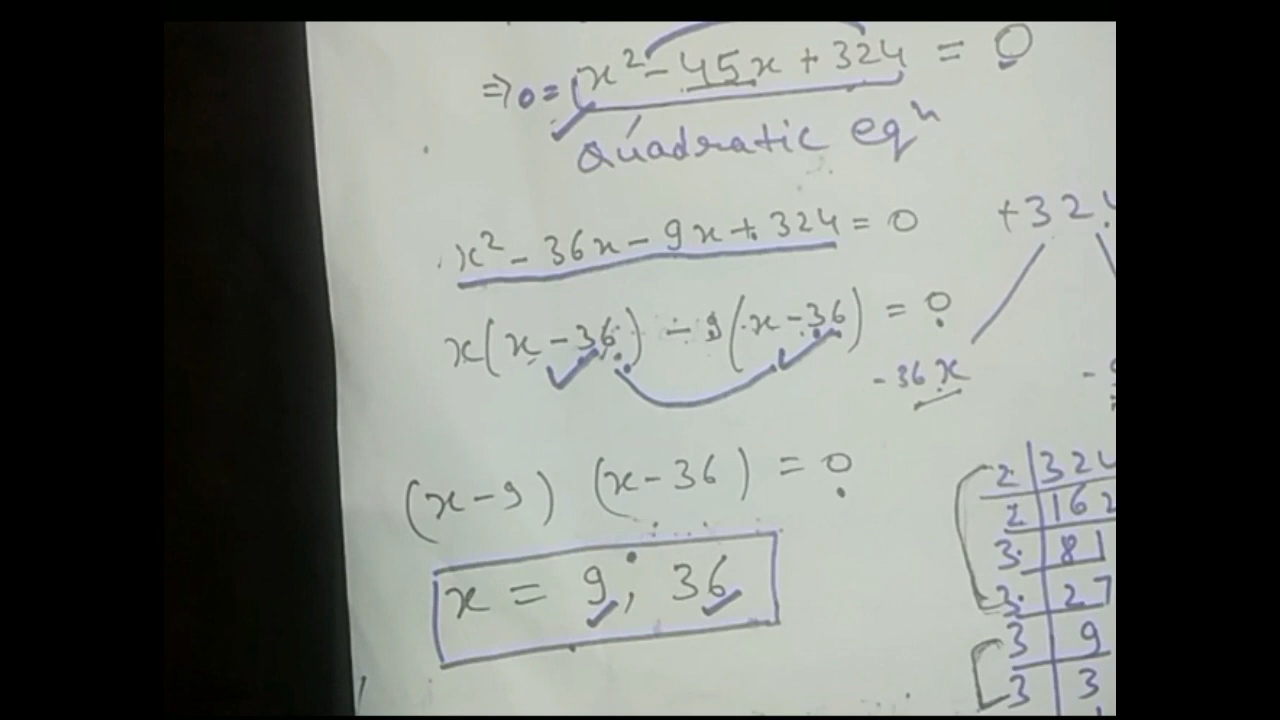 ⇒ 0 = x² - 45x + 324 = 0
Quadratic eqⁿ
x² - 36x - 9x + 324 = 0
x(x - 36) - 9(x - 36) = 0
(x - 9) (x - 36) = 0
x = 9; 36
+324
-36x
2 | 324
2 | 162
3 | 81
3 | 27
3 | 9
3 | 3